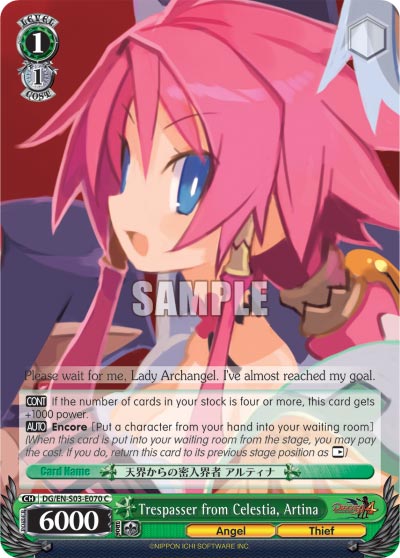 LEVEL
1
1
COST
SAMPLE
Please wait for me, Lady Archangel. I've almost reached my goal.
CONT If the number of cards in your stock is four or more, this card gets
+1000 power.
AUTO Encore [Put a character from your hand into your waiting room]
(When this card is put into your waiting room from the stage, you may pay
the cost. If you do, return this card to its previous stage position as
Card Name 天界からの密入界者 アルティナ
CH DG/EN-S03-E070 C
POWER 6000 Trespasser from Celestia, Artina
Angel Thief
©NIPPON ICHI SOFTWARE INC.